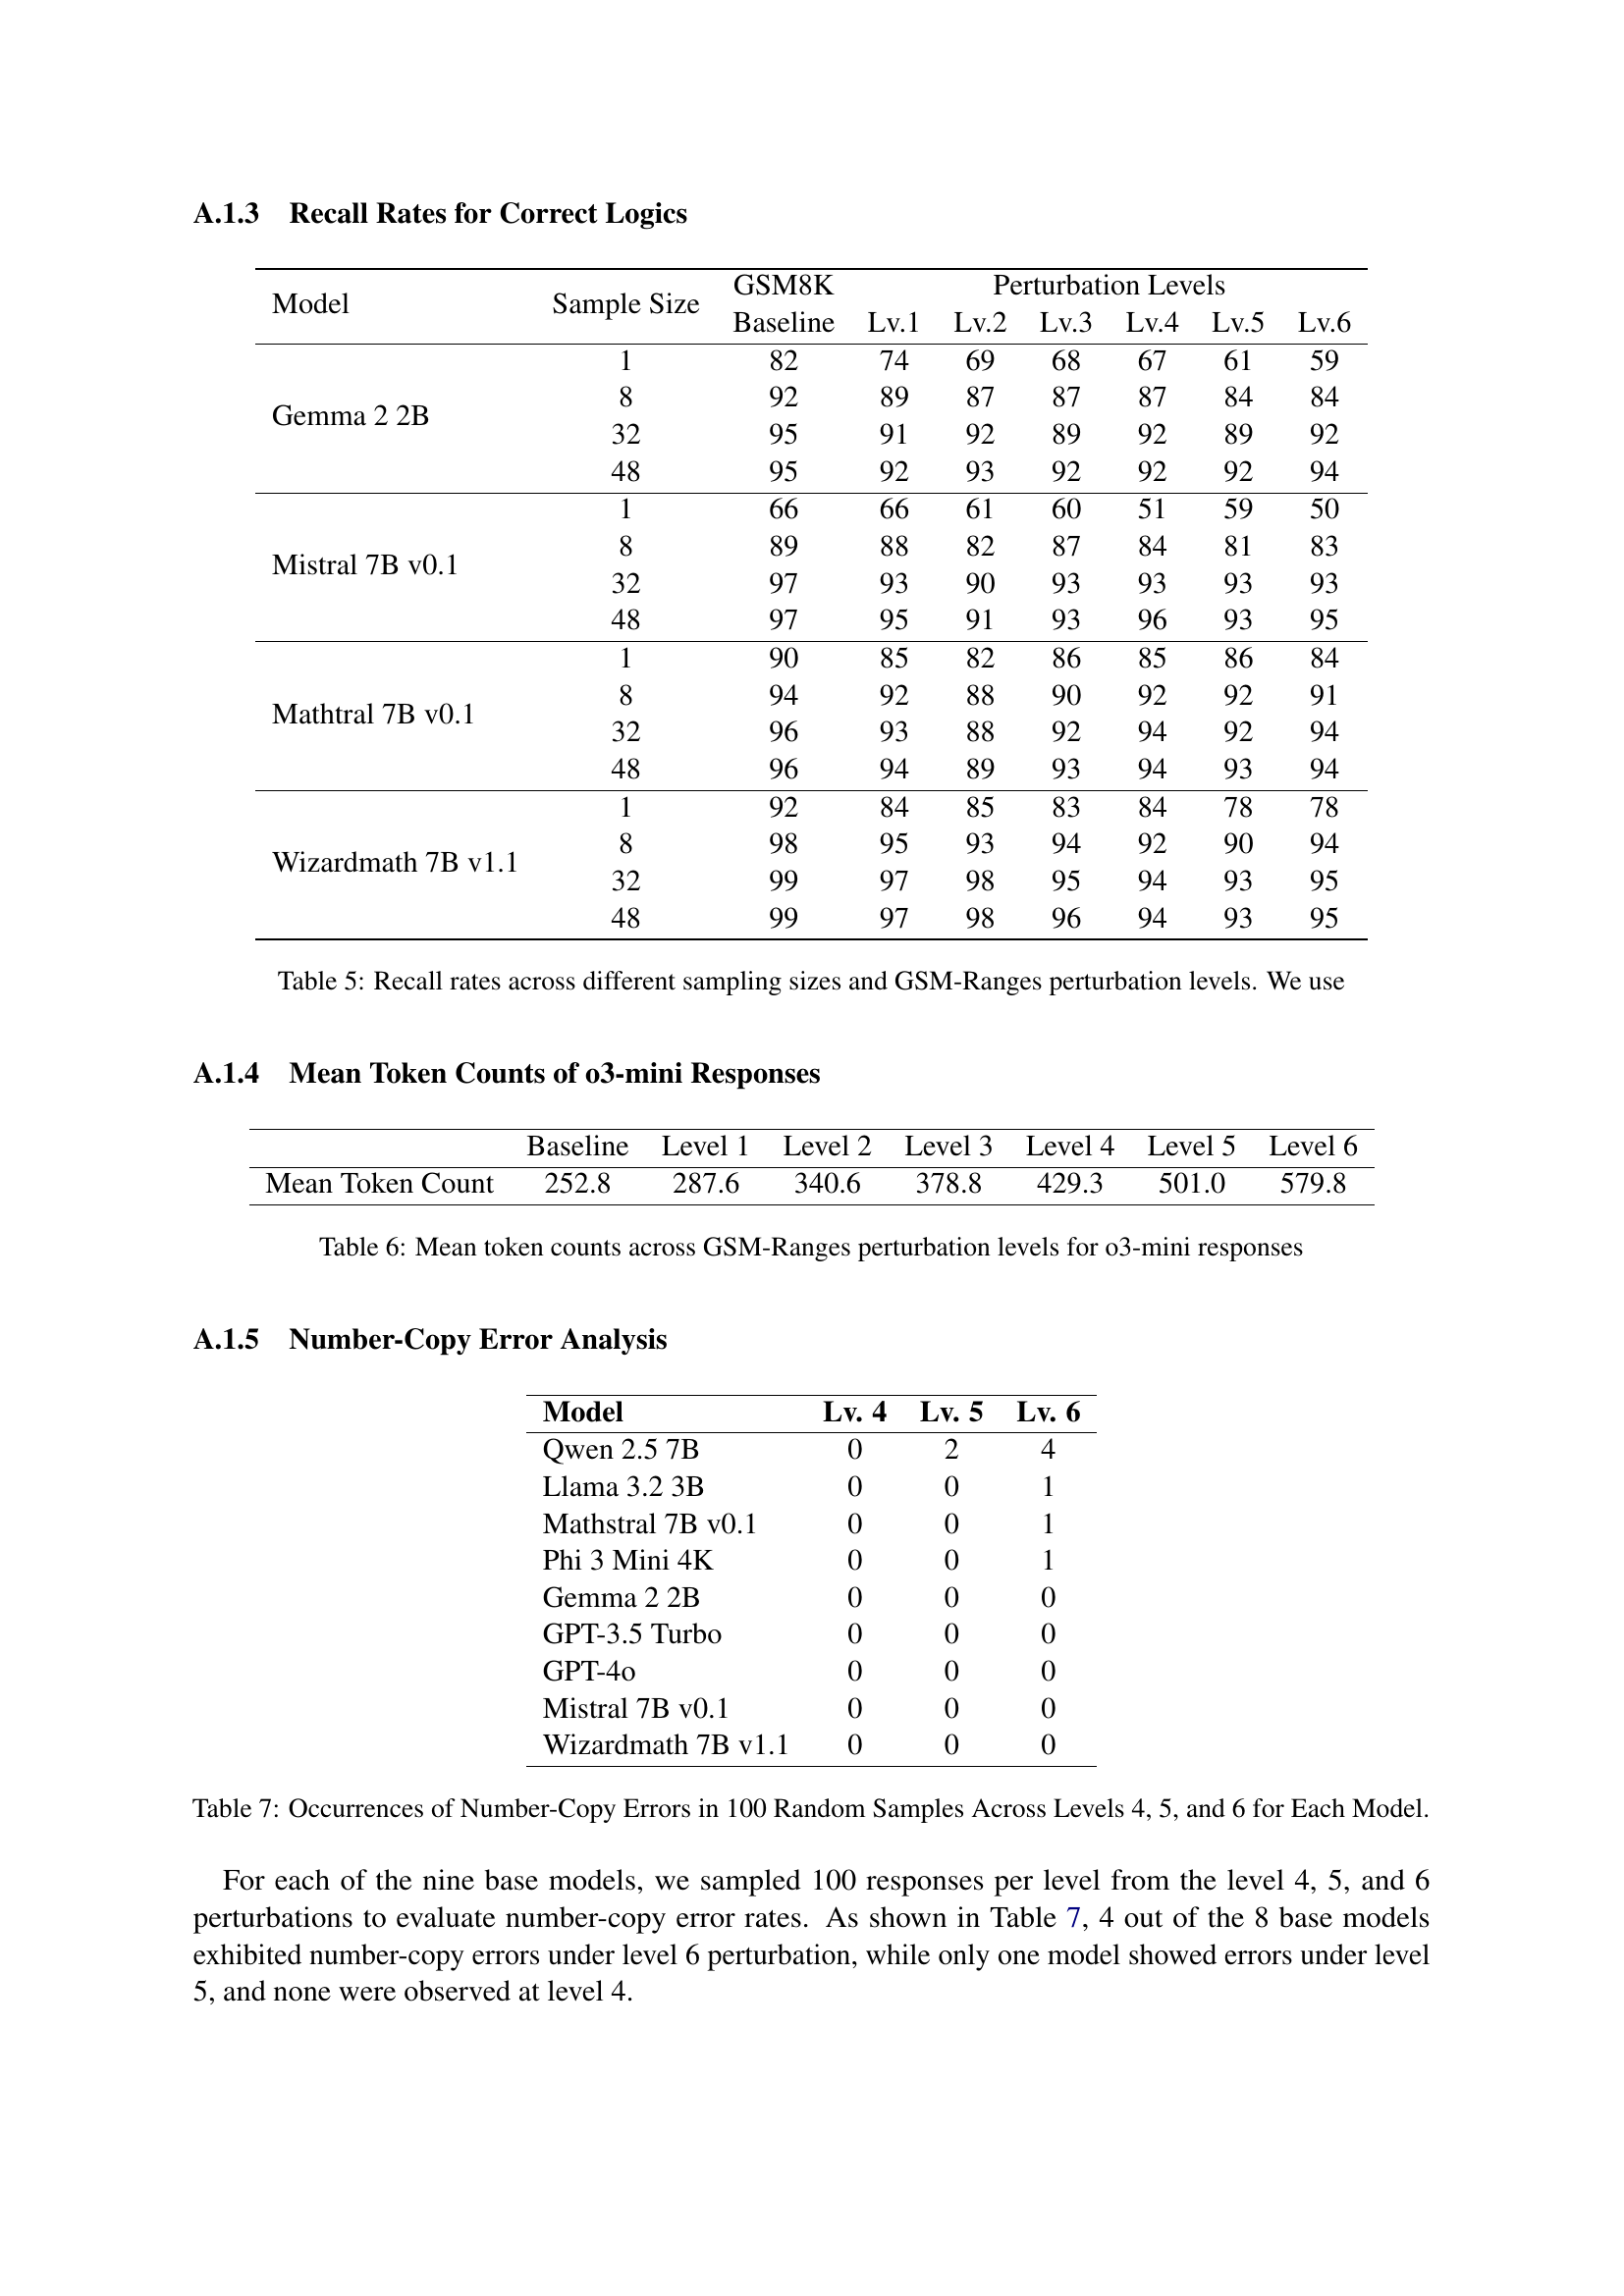 A.1.3 Recall Rates for Correct Logics
Model Sample Size GSM8K Baseline Perturbation Levels
Lv.1 Lv.2 Lv.3 Lv.4 Lv.5 Lv.6
Gemma 2 2B
1 82 74 69 68 67 61 59
8 92 89 87 87 87 84 84
32 95 91 92 89 92 89 92
48 95 92 93 92 92 92 94
Mistral 7B v0.1
1 66 66 61 60 51 59 50
8 89 88 82 87 84 81 83
32 97 93 90 93 93 93 93
48 97 95 91 93 96 93 95
Mathtral 7B v0.1
1 90 85 82 86 85 86 84
8 94 92 88 90 92 92 91
32 96 93 88 92 94 92 94
48 96 94 89 93 94 93 94
Wizardmath 7B v1.1
1 92 84 85 83 84 78 78
8 98 95 93 94 92 90 94
32 99 97 98 95 94 93 95
48 99 97 98 96 94 93 95
Table 5: Recall rates across different sampling sizes and GSM-Ranges perturbation levels. We use
A.1.4 Mean Token Counts of o3-mini Responses
Baseline Level 1 Level 2 Level 3 Level 4 Level 5 Level 6
Mean Token Count 252.8 287.6 340.6 378.8 429.3 501.0 579.8
Table 6: Mean token counts across GSM-Ranges perturbation levels for o3-mini responses
A.1.5 Number-Copy Error Analysis
Model Lv. 4 Lv. 5 Lv. 6
Qwen 2.5 7B 0 2 4
Llama 3.2 3B 0 0 1
Mathstral 7B v0.1 0 0 1
Phi 3 Mini 4K 0 0 1
Gemma 2 2B 0 0 0
GPT-3.5 Turbo 0 0 0
GPT-4o 0 0 0
Mistral 7B v0.1 0 0 0
Wizardmath 7B v1.1 0 0 0
Table 7: Occurrences of Number-Copy Errors in 100 Random Samples Across Levels 4, 5, and 6 for Each Model.
For each of the nine base models, we sampled 100 responses per level from the level 4, 5, and 6
perturbations to evaluate number-copy error rates. As shown in Table 7, 4 out of the 8 base models
exhibited number-copy errors under level 6 perturbation, while only one model showed errors under level
5, and none were observed at level 4.